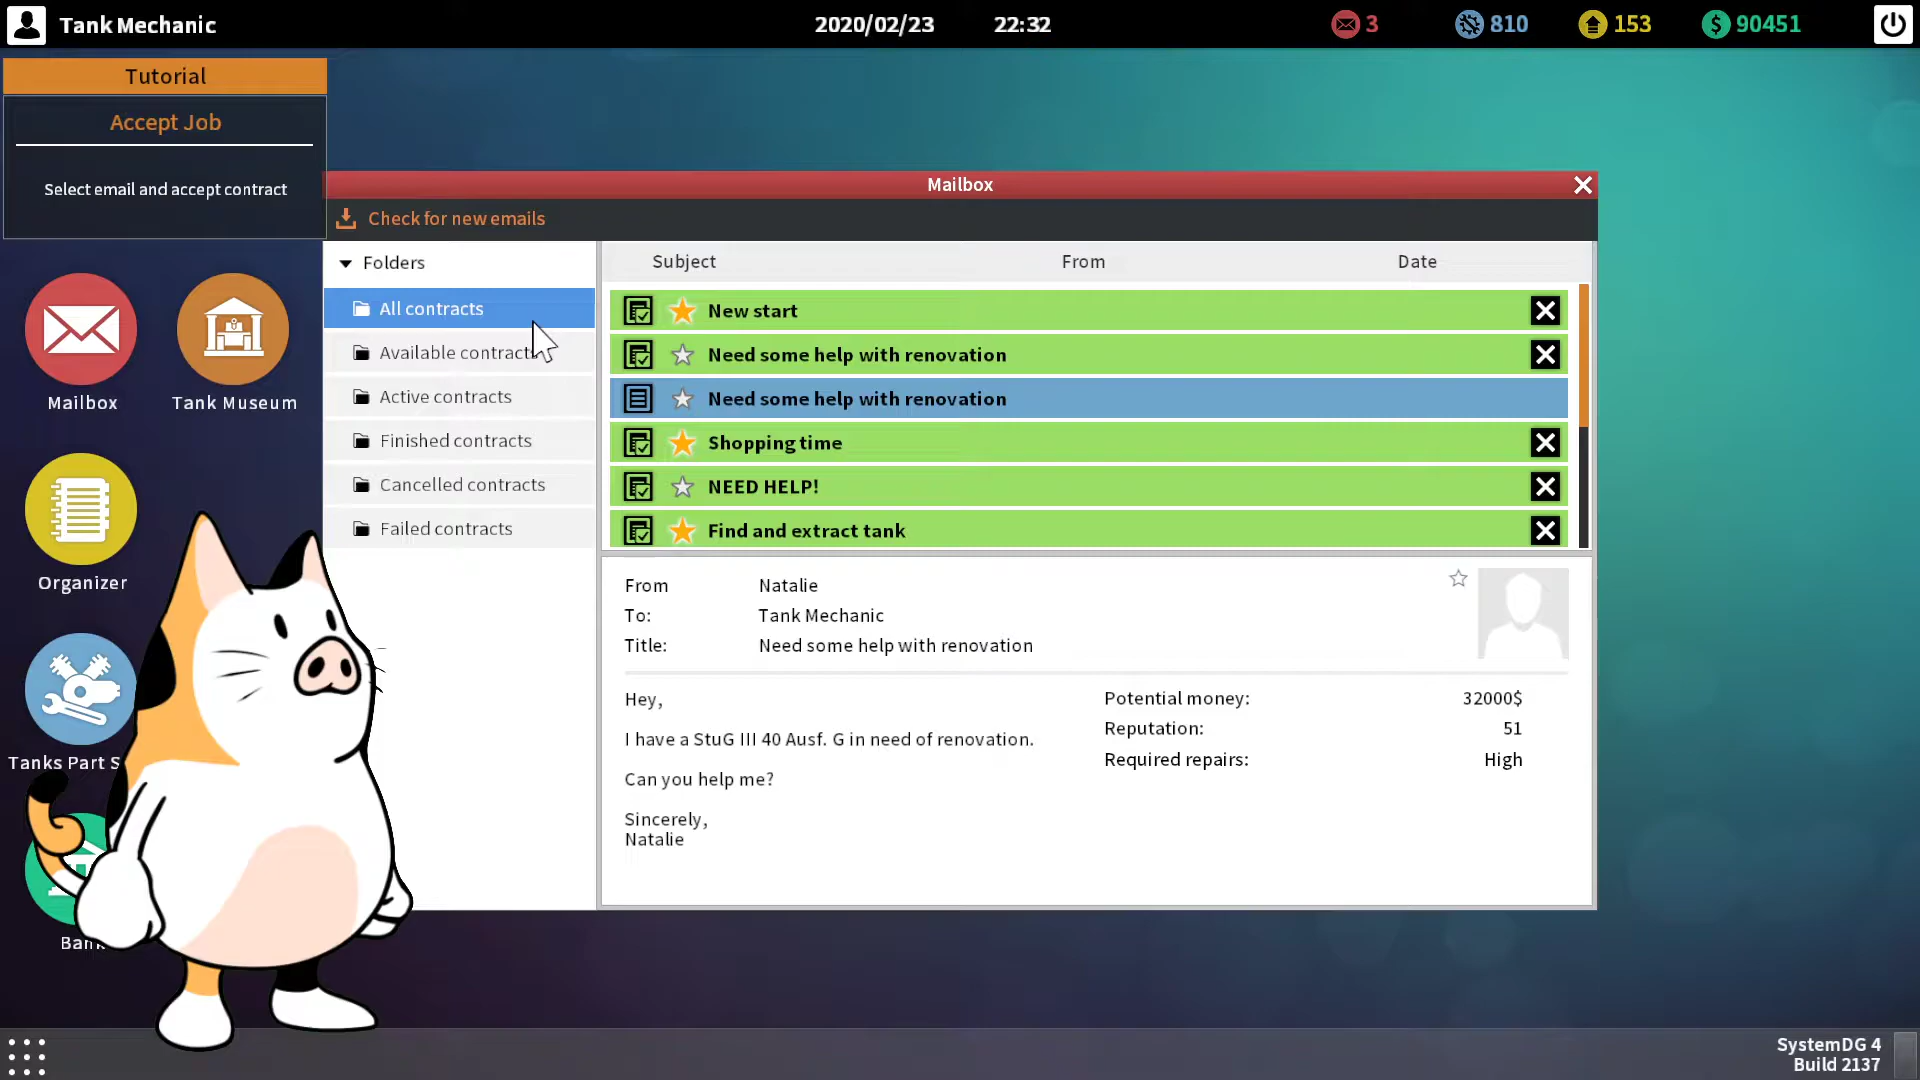 Tank Mechanic
2020/02/23 22:32
3 810 153 90451
Tutorial
Accept Job
Select email and accept contract
Mailbox
Tank Museum
Organizer
Tanks Part S
Bank
Mailbox
Check for new emails
Folders
All contracts
Available contracts
Active contracts
Finished contracts
Cancelled contracts
Failed contracts
Subject From Date
New start
Need some help with renovation
Need some help with renovation
Shopping time
NEED HELP!
Find and extract tank
From Natalie
To: Tank Mechanic
Title: Need some help with renovation
Hey,
I have a StuG III 40 Ausf. G in need of renovation.
Can you help me?
Sincerely,
Natalie
Potential money: 32000$
Reputation: 51
Required repairs: High
SystemDG 4
Build 2137